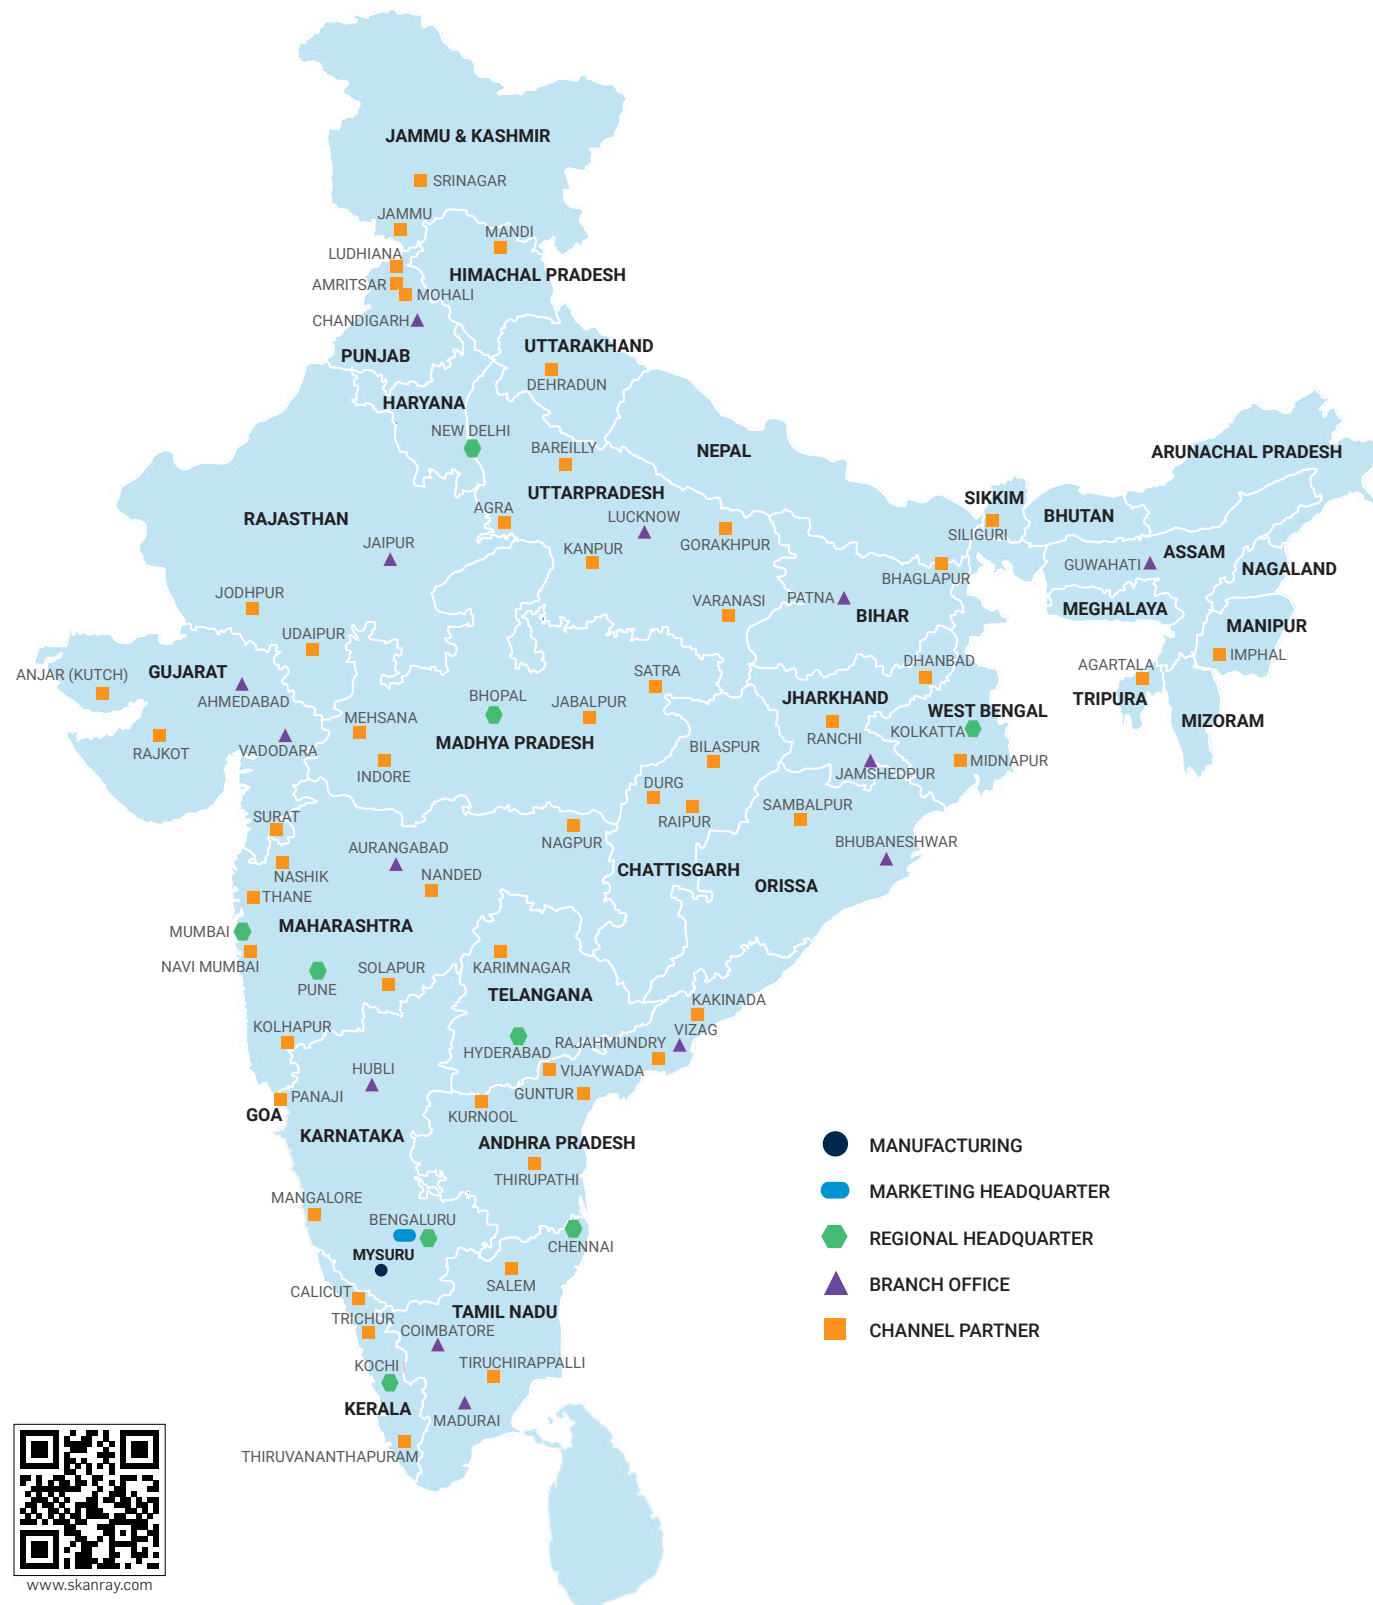 JAMMU & KASHMIR
SRINAGAR
JAMMU
MANDI
LUDHIANA
HIMACHAL PRADESH
AMRITSAR
MOHALI
CHANDIGARH
UTTARAKHAND
PUNJAB
DEHRADUN
HARYANA
NEW DELHI
BAREILLY
NEPAL
ARUNACHAL PRADESH
UTTARPRADESH
SIKKIM
AGRA
LUCKNOW
BHUTAN
RAJASTHAN
SILIGURI
JAIPUR
KANPUR
GORAKHPUR
ASSAM
GUWAHATI
NAGALAND
BHAGLAPUR
JODHPUR
VARANASI
PATNA
BIHAR
MEGHALAYA
MANIPUR
UDAIPUR
IMPHAL
DHANBAD
AGARTALA
ANJAR (KUTCH)
GUJARAT
SATRA
AHMEDABAD
BHOPAL
JABALPUR
JHARKHAND
TRIPURA
WEST BENGAL
MIZORAM
MEHSANA
KOLKATTA
RANCHI
MADHYA PRADESH
BILASPUR
RAJKOT
VADODARA
MIDNAPUR
INDORE
JAMSHEDPUR
DURG
SAMBALPUR
SURAT
RAIPUR
NAGPUR
BHUBANESHWAR
AURANGABAD
NASHIK
NANDED
CHATTISGARH
ORISSA
THANE
MAHARASHTRA
MUMBAI
NAVI MUMBAI
SOLAPUR
KARIMNAGAR
PUNE
TELANGANA
KAKINADA
KOLHAPUR
VIZAG
RAJAHMUNDRY
HYDERABAD
HUBLI
VIJAYWADA
PANAJI
GUNTUR
GOA
KURNOOL
KARNATAKA
ANDHRA PRADESH
MANUFACTURING
THIRUPATHI
MARKETING HEADQUARTER
MANGALORE
BENGALURU
REGIONAL HEADQUARTER
CHENNAI
MYSURU
SALEM
BRANCH OFFICE
CALICUT
TAMIL NADU
TRICHUR
COIMBATORE
CHANNEL PARTNER
TIRUCHIRAPPALLI
KOCHI
KERALA
MADURAI
THIRUVANANTHAPURAM
www.skanray.com